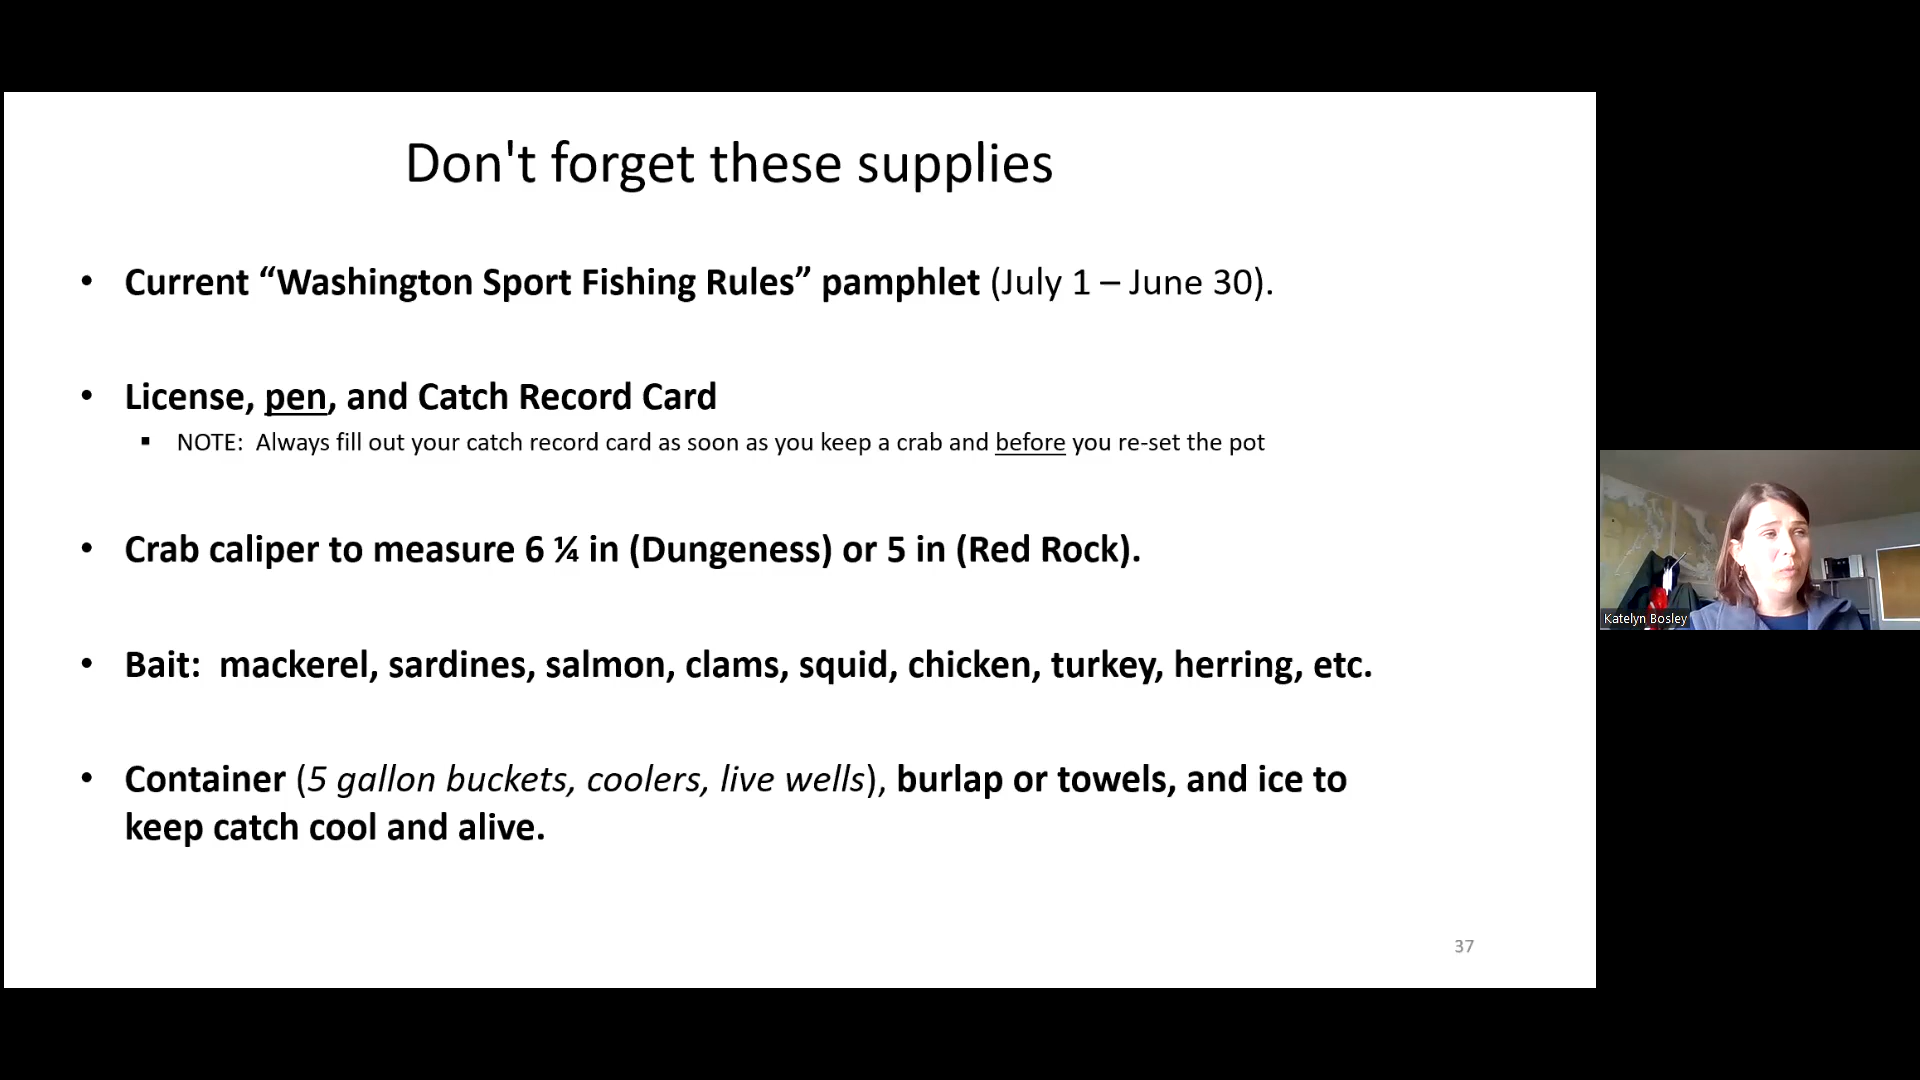 Don't forget these supplies
• Current “Washington Sport Fishing Rules” pamphlet (July 1 – June 30).
• License, pen, and Catch Record Card
▪ NOTE:  Always fill out your catch record card as soon as you keep a crab and before you re-set the pot
• Crab caliper to measure 6 ¼ in (Dungeness) or 5 in (Red Rock).
• Bait:  mackerel, sardines, salmon, clams, squid, chicken, turkey, herring, etc.
• Container (5 gallon buckets, coolers, live wells), burlap or towels, and ice to
keep catch cool and alive.
37
Katelyn Bosley